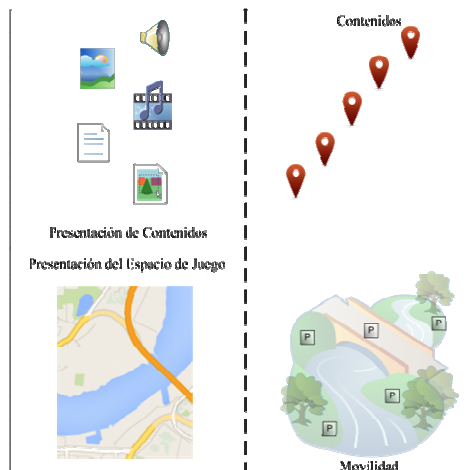 Contenidos
Presentación de Contenidos
Presentación del Espacio de Juego
P
P
P
P
P
Movilidad